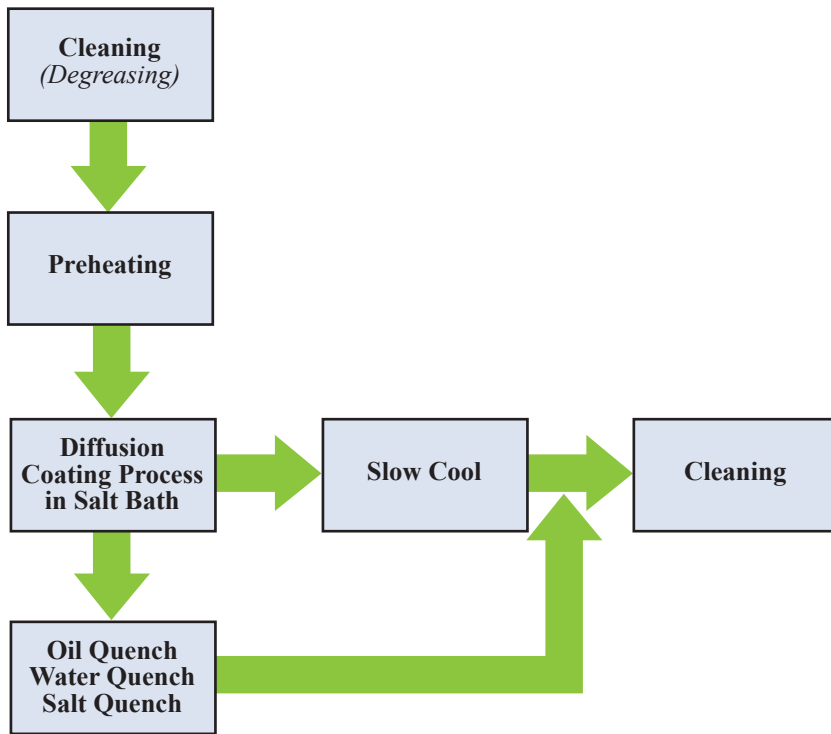 Cleaning
(Degreasing)
Preheating
Diffusion
Coating Process
in Salt Bath
Slow Cool
Cleaning
Oil Quench
Water Quench
Salt Quench